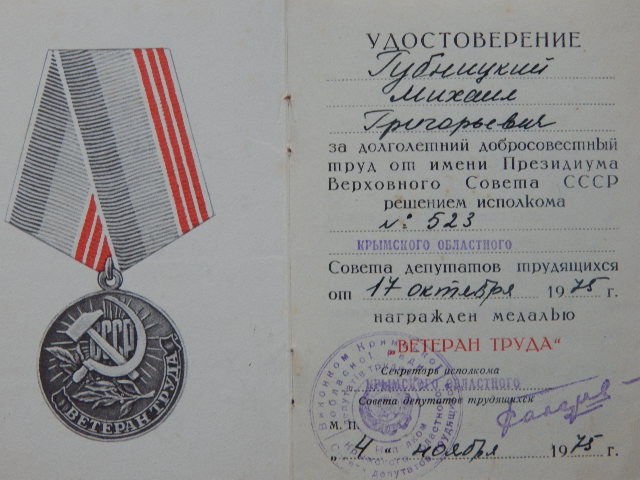 СССР
ВЕТЕРАН ТРУДА
УДОСТОВЕРЕНИЕ
Губницкий
Михаил
Григорьевич
за долголетний добросовестный
труд от имени Президиума
Верховного Совета СССР
решением исполкома
№ 523
КРЫМСКОГО ОБЛАСТНОГО
Совета депутатов трудящихся
от 17 октября 1975 г.
награжден медалью
„ВЕТЕРАН ТРУДА“
Секретарь исполкома
КРЫМСКОГО ОБЛАСТНОГО
Совета депутатов трудящихся
М. П.
„4“ ноября 1975 г.